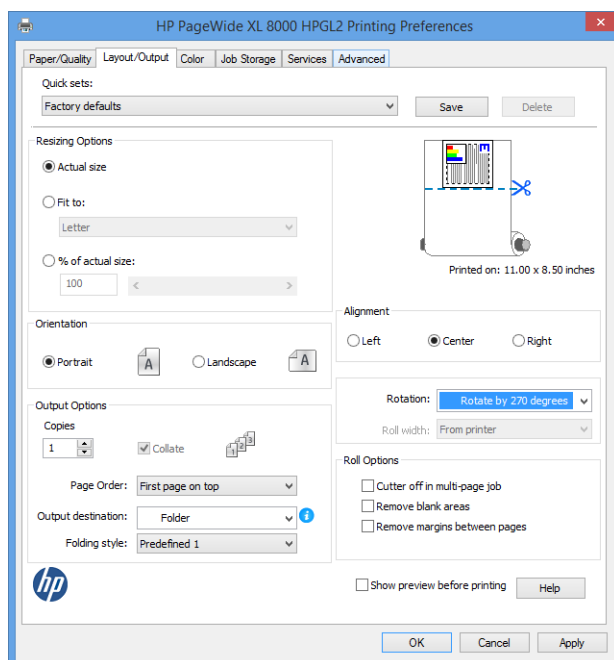 HP PageWide XL 8000 HPGL2 Printing Preferences
Paper/Quality Layout/Output Color Job Storage Services Advanced
Quick sets:
Factory defaults Save Delete
Resizing Options
Actual size
Fit to:
Letter
% of actual size:
100
Printed on: 11.00 x 8.50 inches
Orientation
Portrait A Landscape A
Alignment
Left Center Right
Rotation: Rotate by 270 degrees
Roll width: From printer
Output Options
Copies
1 Collate 1 2 3
Page Order: First page on top
Output destination: Folder i
Folding style: Predefined 1
Roll Options
Cutter off in multi-page job
Remove blank areas
Remove margins between pages
hp
Show preview before printing Help
OK Cancel Apply